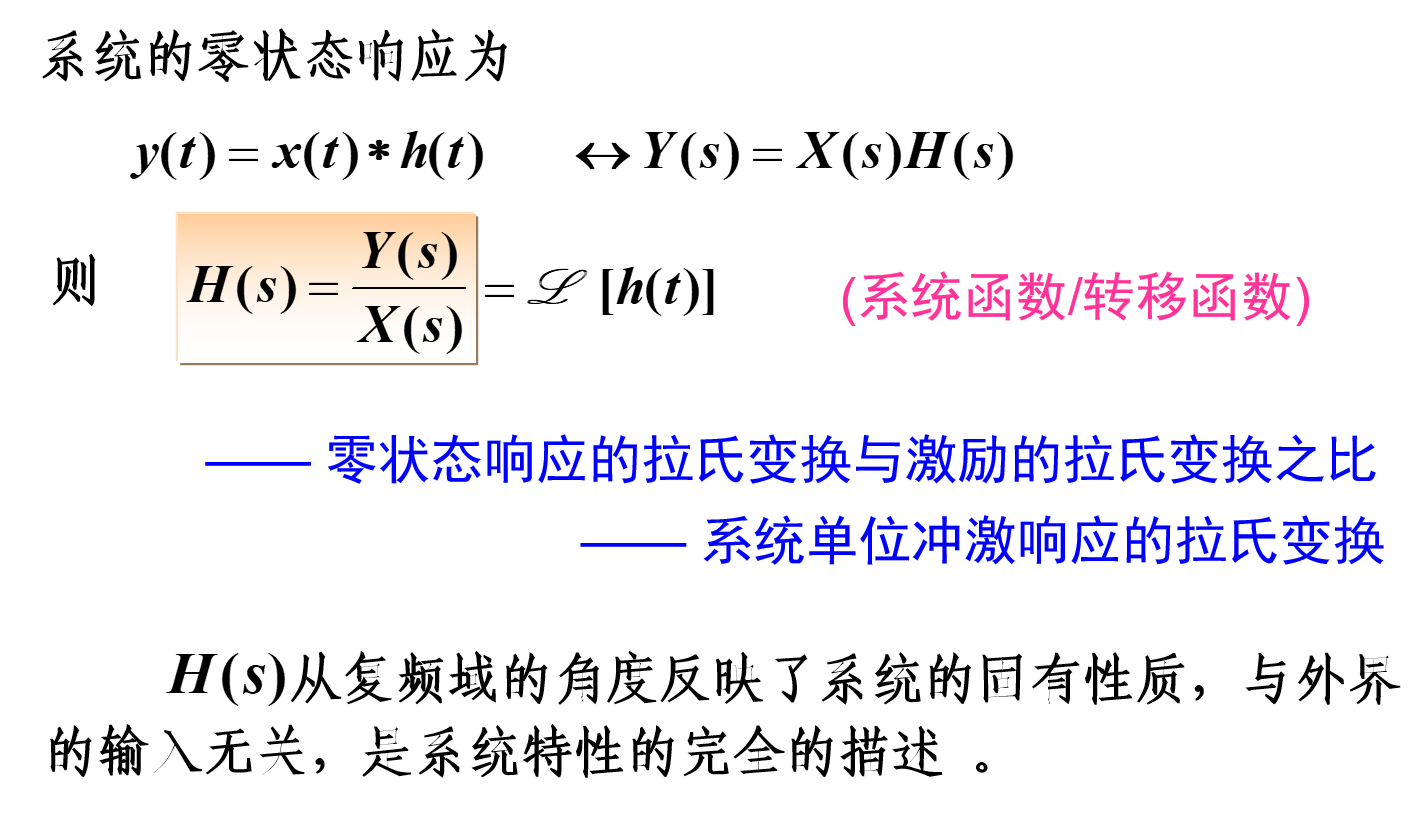 系统的零状态响应为
y(t) = x(t) * h(t) ↔ Y(s) = X(s)H(s)
则 H(s) = Y(s)/X(s) = ℒ [h(t)] (系统函数/转移函数)
—— 零状态响应的拉氏变换与激励的拉氏变换之比
—— 系统单位冲激响应的拉氏变换
H(s)从复频域的角度反映了系统的固有性质，与外界
的输入无关，是系统特性的完全的描述 。